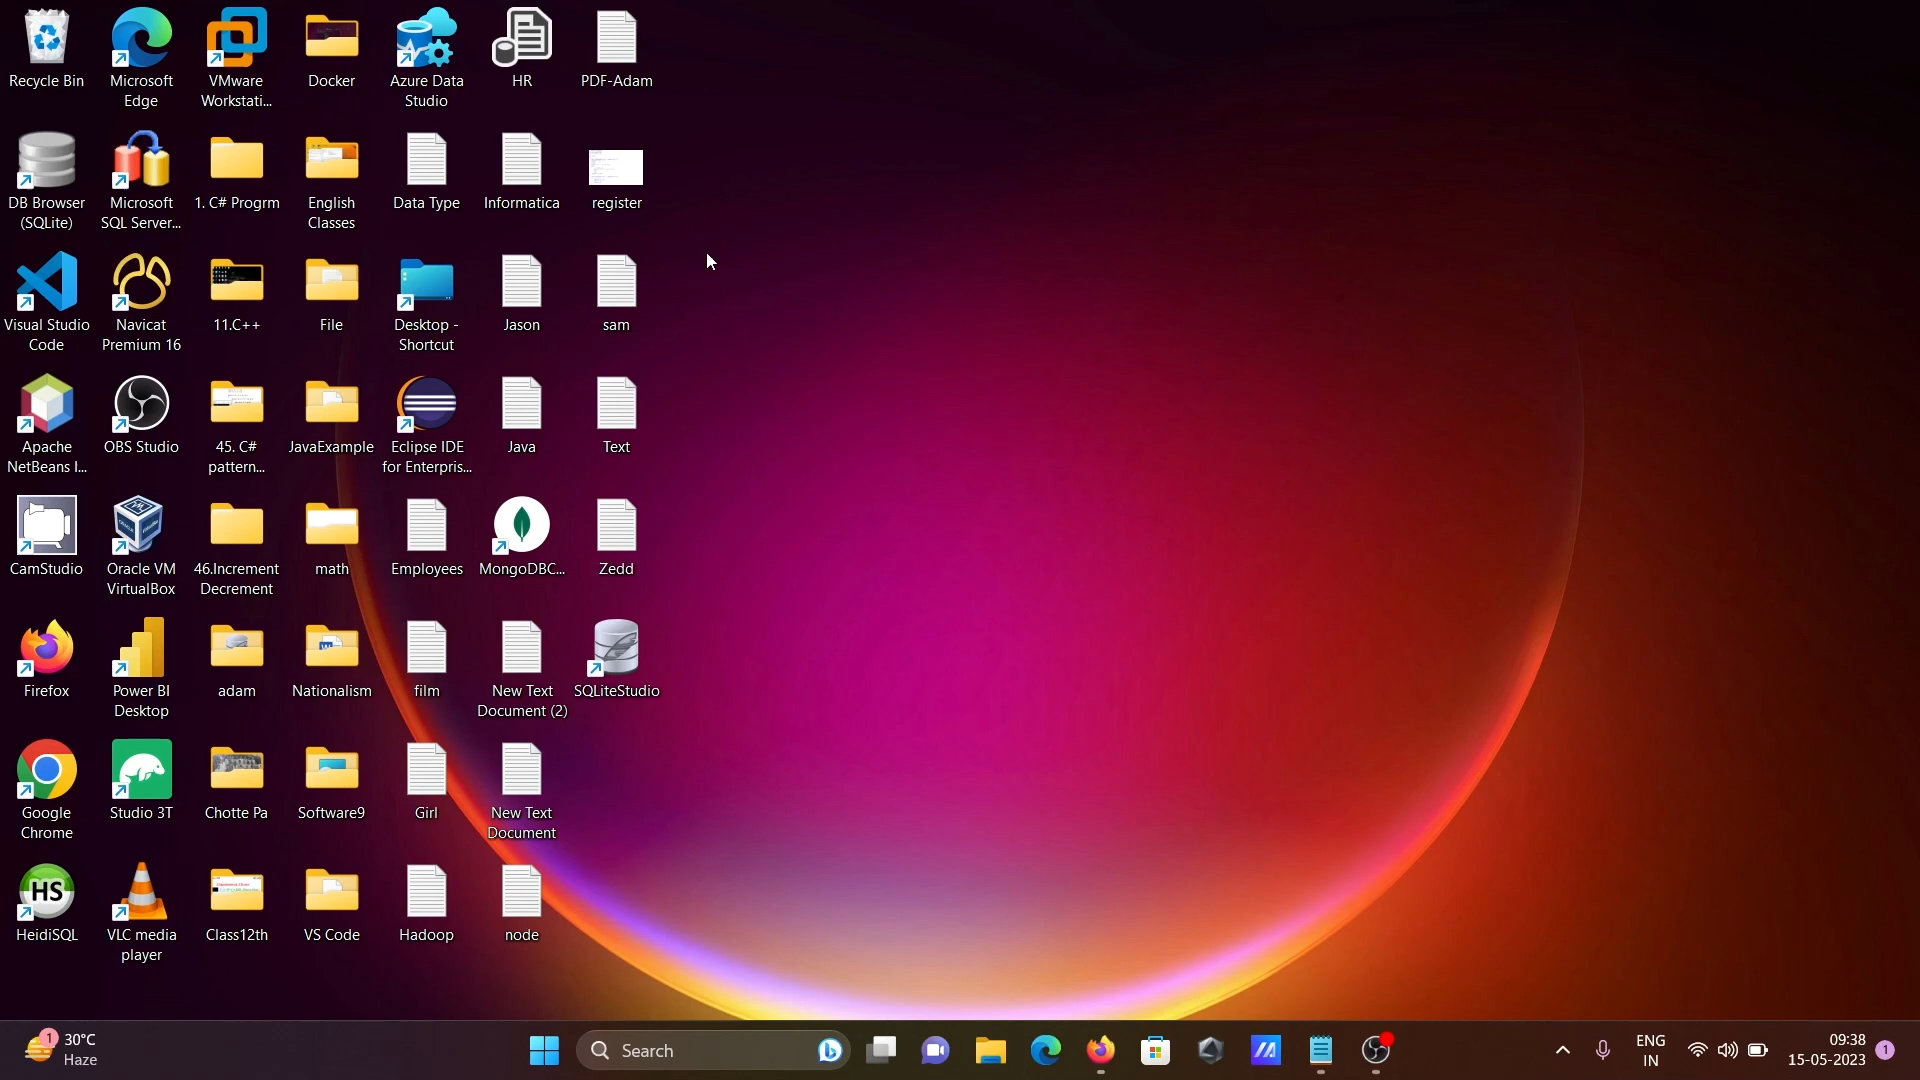 Recycle Bin
Microsoft
Edge
VMware
Workstati...
Docker
Azure Data
Studio
HR
PDF-Adam
DB Browser
(SQLite)
Microsoft
SQL Server...
1. C# Progrm
English
Classes
Data Type
Informatica
register
Visual Studio
Code
Navicat
Premium 16
11.C++
File
Desktop -
Shortcut
Jason
sam
Apache
NetBeans I...
OBS Studio
45. C#
pattern...
JavaExample
Eclipse IDE
for Enterpris...
Java
Text
CamStudio
Oracle VM
VirtualBox
46.Increment
Decrement
math
Employees
MongoDBC...
Zedd
Firefox
Power BI
Desktop
adam
Nationalism
film
New Text
Document (2)
SQLiteStudio
Google
Chrome
Studio 3T
Chotte Pa
Software9
Girl
New Text
Document
HS
HeidiSQL
VLC media
player
Class12th
VS Code
Hadoop
node
1
30°C
Haze
Search
ENG
IN
09:38
15-05-2023
1